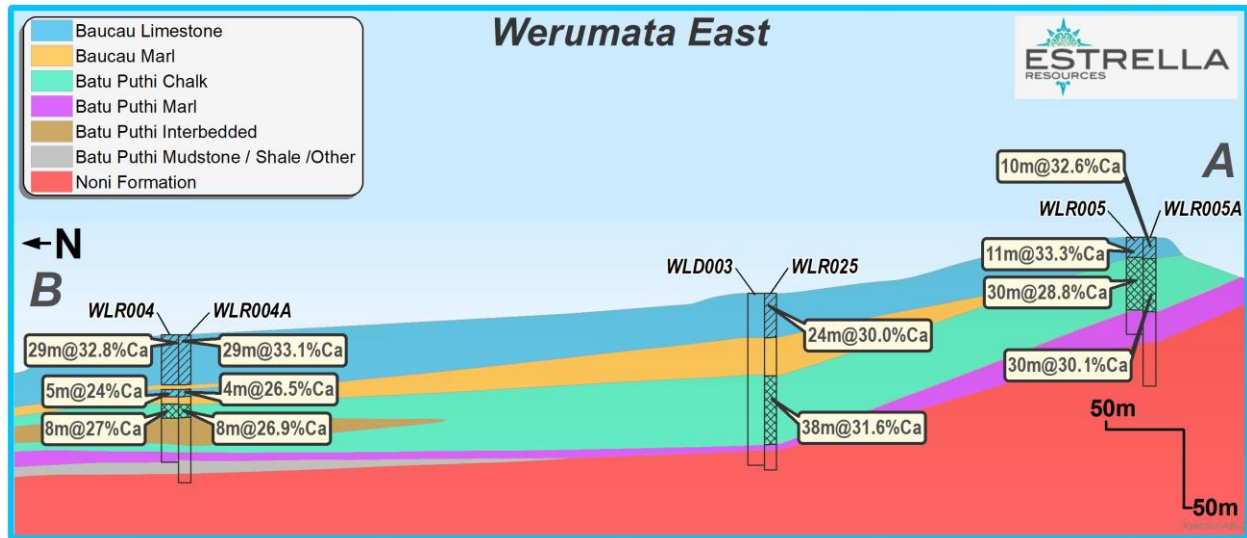 Werumata East
Baucau Limestone
Baucau Marl
Batu Puthi Chalk
Batu Puthi Marl
Batu Puthi Interbedded
Batu Puthi Mudstone / Shale /Other
Noni Formation
ESTRELLA
RESOURCES
10m@32.6%Ca
A
WLR005
WLR005A
N
11m@33.3%Ca
B
WLD003
WLR025
30m@28.8%Ca
WLR004
WLR004A
24m@30.0%Ca
29m@32.8%Ca
29m@33.1%Ca
30m@30.1%Ca
5m@24%Ca
4m@26.5%Ca
50m
8m@27%Ca
8m@26.9%Ca
38m@31.6%Ca
50m